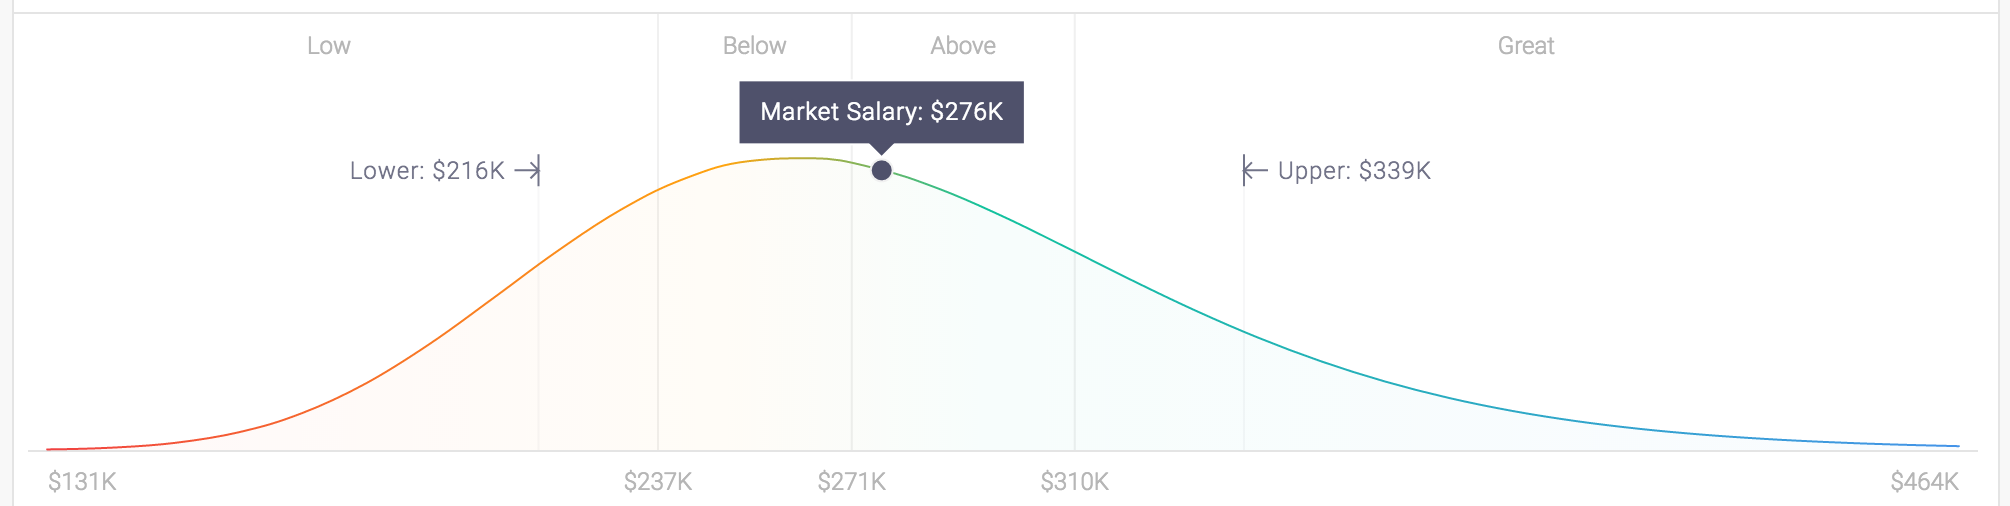 Low
Below
Above
Great
Market Salary: $276K
Lower: $216K
Upper: $339K
$131K
$237K
$271K
$310K
$464K